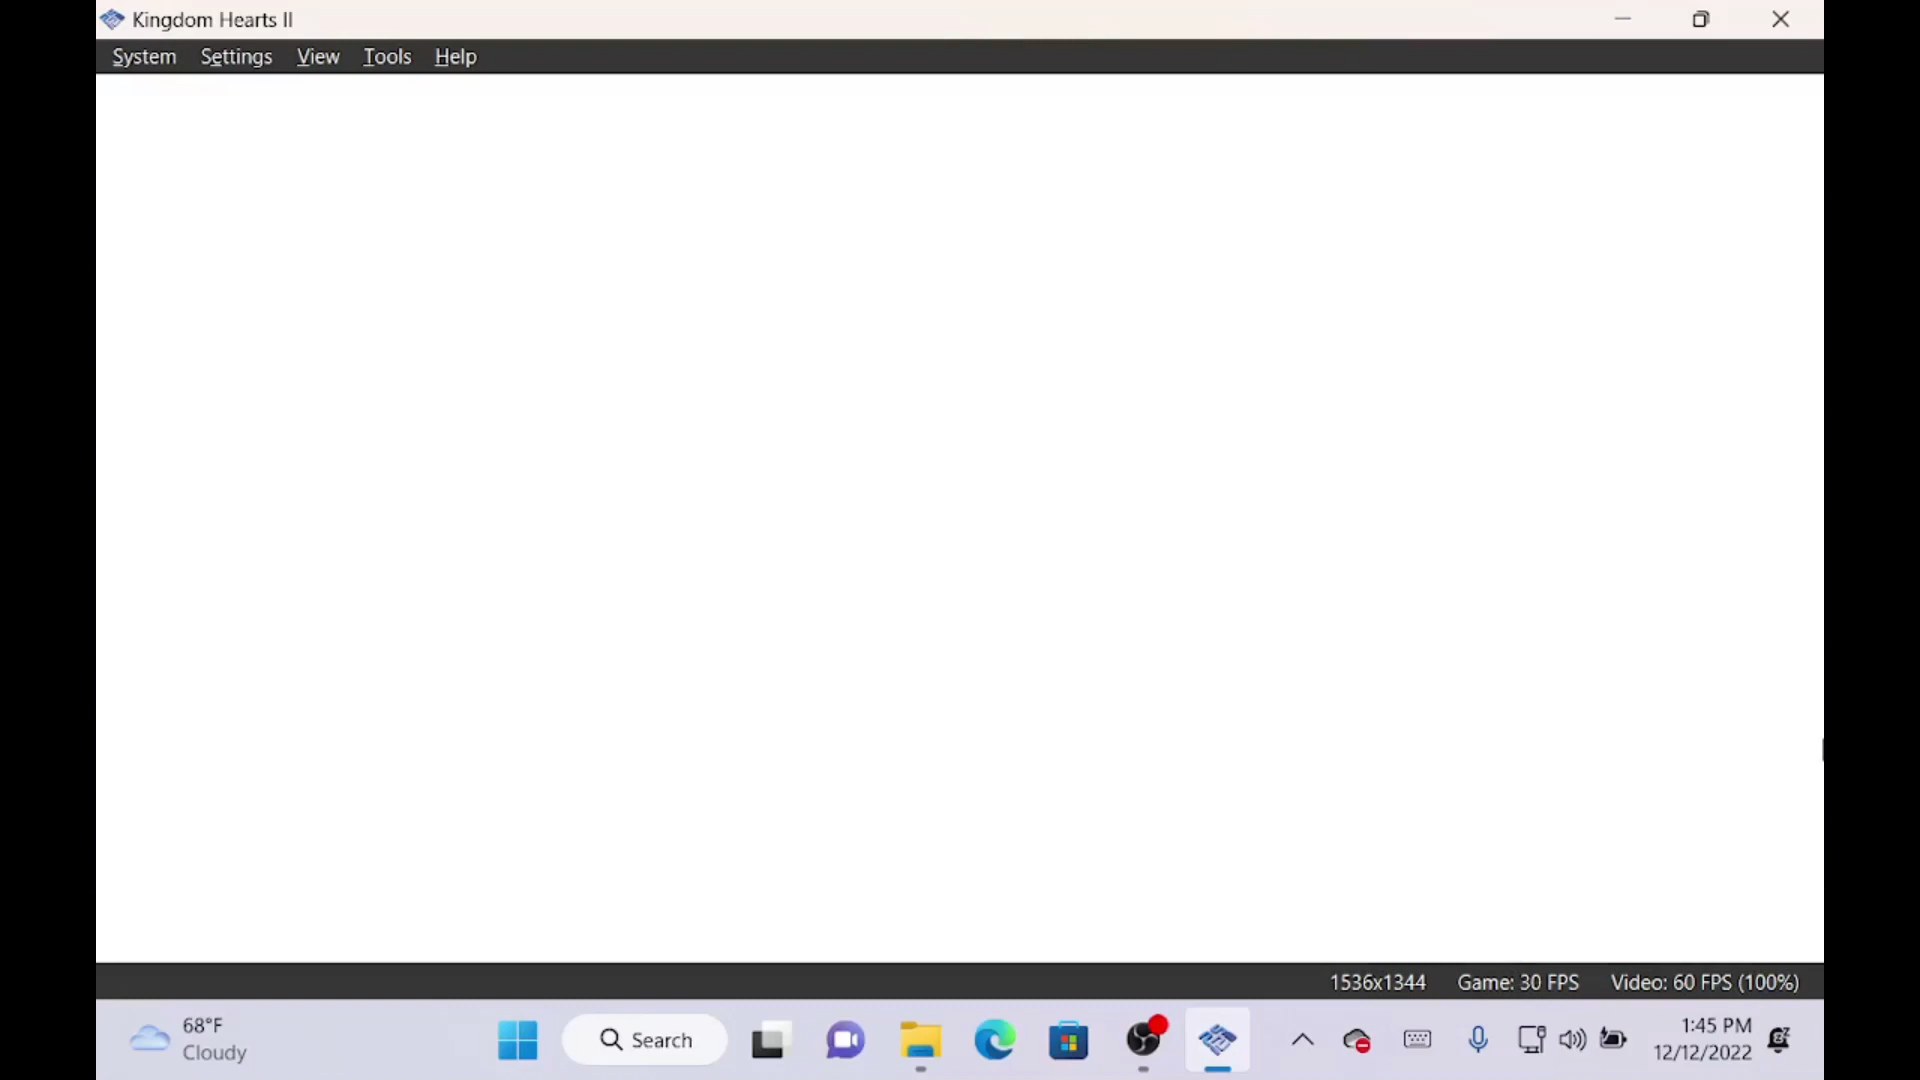 Kingdom Hearts II
System Settings View Tools Help
1536x1344 Game: 30 FPS Video: 60 FPS (100%)
68°F
Cloudy
Search
1:45 PM
12/12/2022